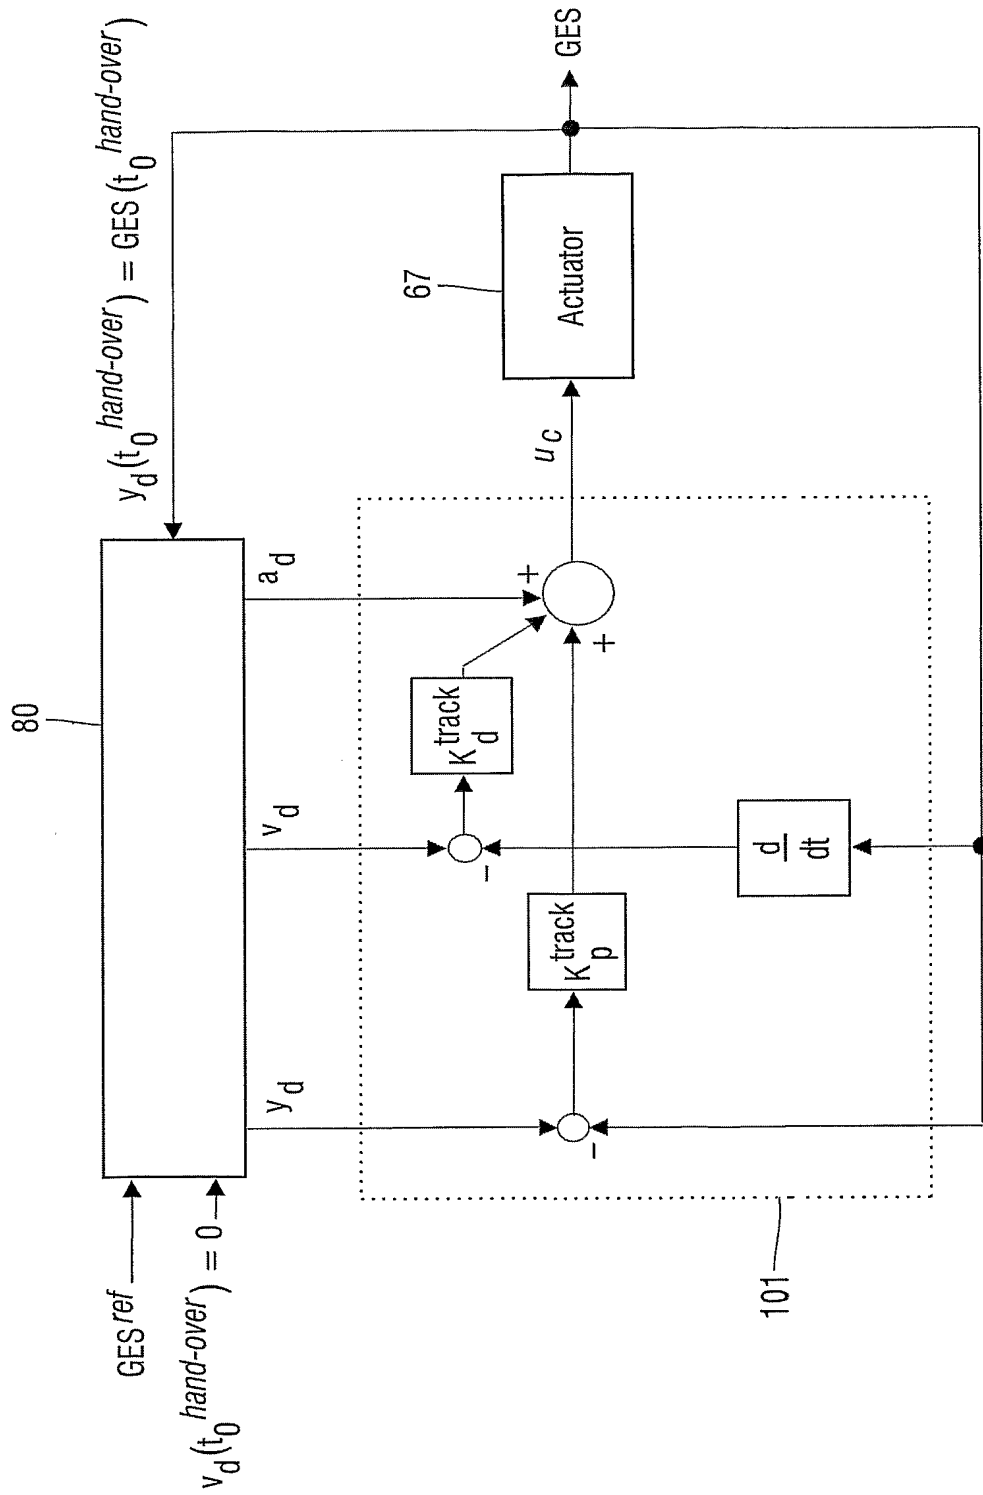 80
GES^ref
v_d(t_0^hand-over) = 0
y_d(t_0^hand-over) = GES(t_0^hand-over)
y_d
v_d
a_d
K_d^track
+
-
K_p^track
+
-
u_c
67
Actuator
GES
d/dt
101